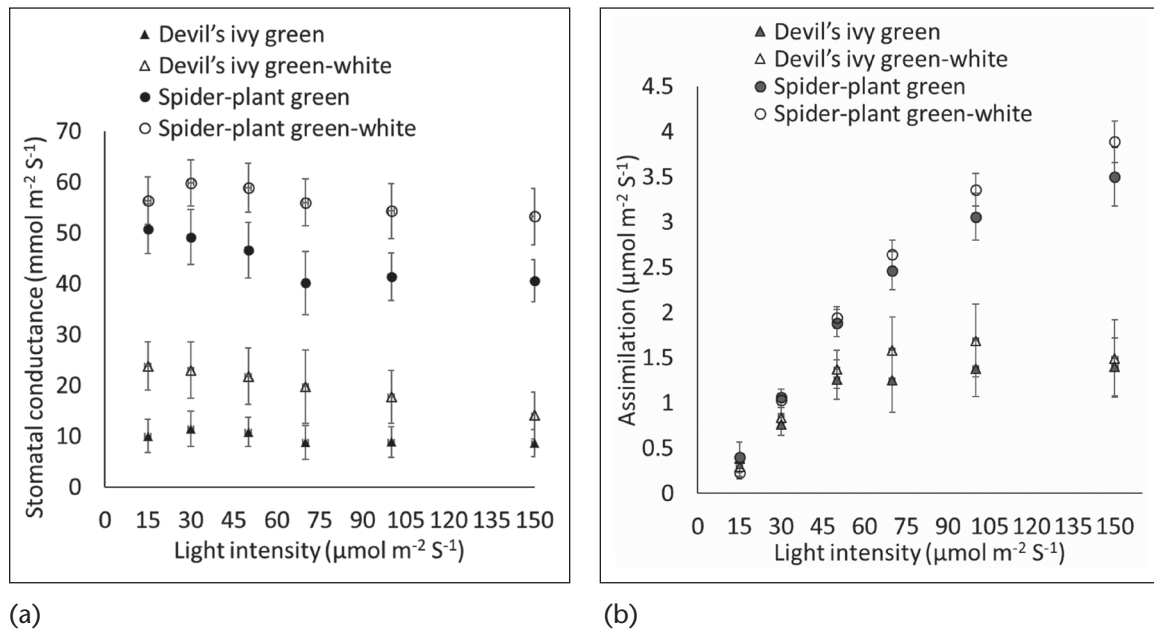 Devil's ivy green
Devil's ivy green-white
Spider-plant green
Spider-plant green-white
70
60
50
40
30
20
10
0
Stomatal conductance (mmol m⁻² S⁻¹)
0 15 30 45 60 75 90 105 120 135 150
Light intensity (µmol m⁻² S⁻¹)
(a)
Devil's ivy green
Devil's ivy green-white
Spider-plant green
Spider-plant green-white
4.5
4
3.5
3
2.5
2
1.5
1
0.5
0
Assimilation (µmol m⁻² S⁻¹)
0 15 30 45 60 75 90 105 120 135 150
Light intensity (µmol m⁻² S⁻¹)
(b)